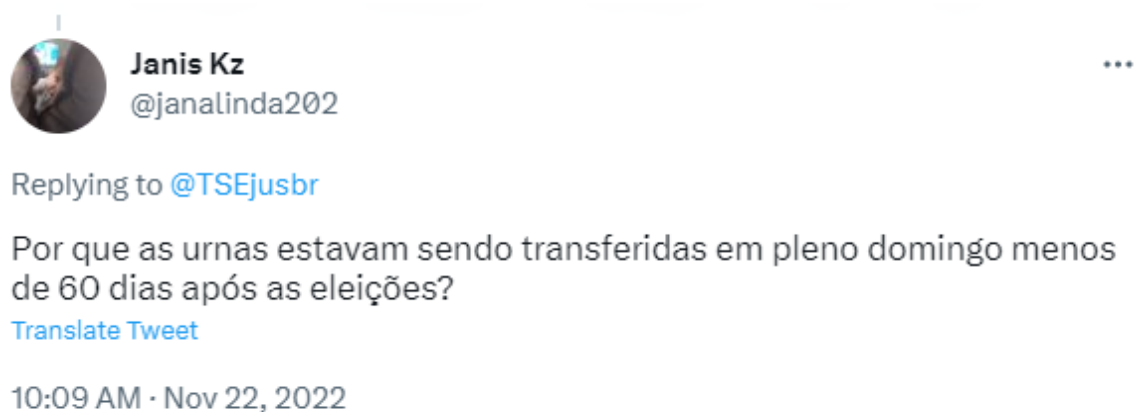 Janis Kz
@janalinda202
Replying to @TSEjusbr
Por que as urnas estavam sendo transferidas em pleno domingo menos
de 60 dias após as eleições?
Translate Tweet
10:09 AM · Nov 22, 2022